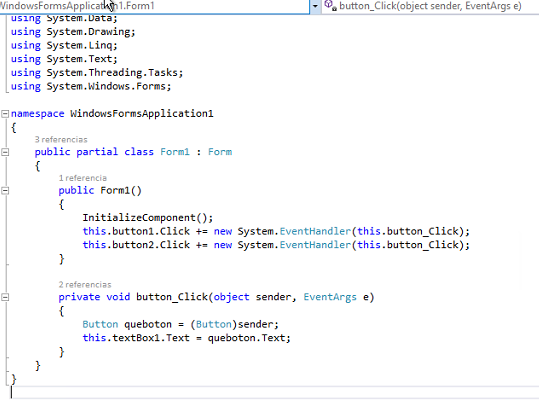 WindowsFormsApplication1.Form1
button_Click(object sender, EventArgs e)
using System.Data;
using System.Drawing;
using System.Linq;
using System.Text;
using System.Threading.Tasks;
using System.Windows.Forms;
namespace WindowsFormsApplication1
{
3 referencias
public partial class Form1 : Form
{
1 referencia
public Form1()
{
InitializeComponent();
this.button1.Click += new System.EventHandler(this.button_Click);
this.button2.Click += new System.EventHandler(this.button_Click);
}
2 referencias
private void button_Click(object sender, EventArgs e)
{
Button queboton = (Button)sender;
this.textBox1.Text = queboton.Text;
}
}
}